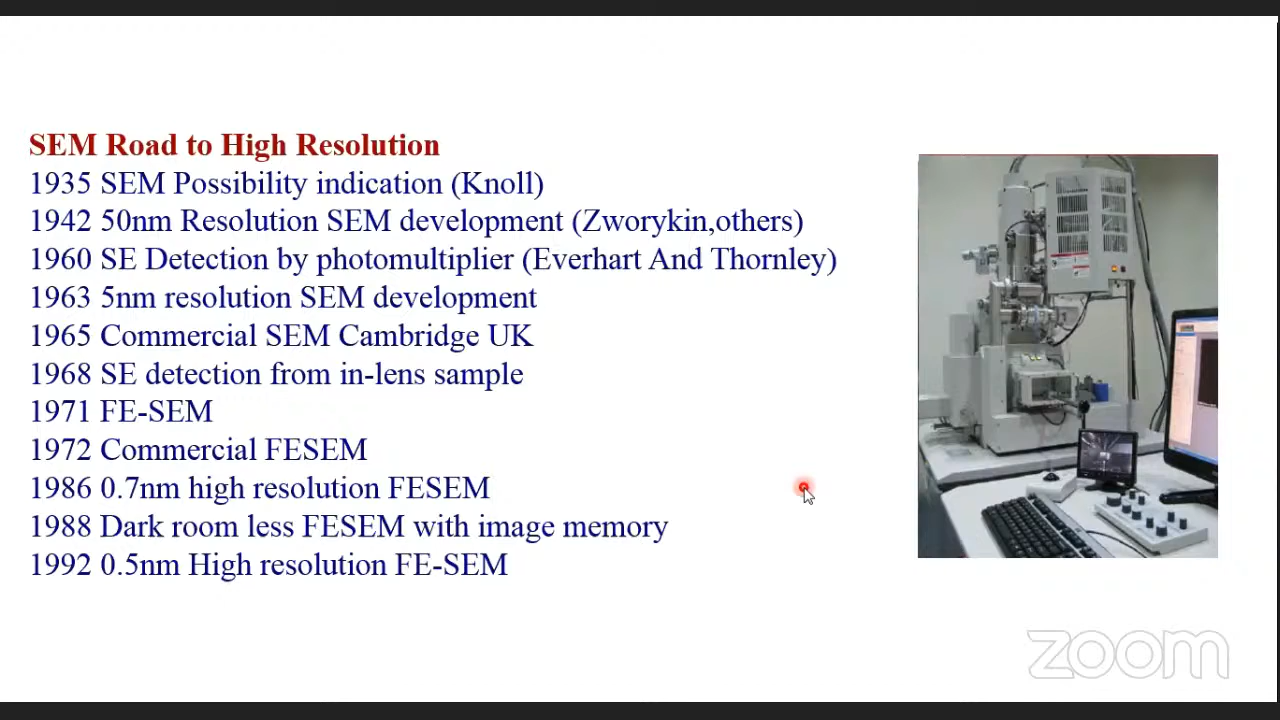 SEM Road to High Resolution
1935 SEM Possibility indication (Knoll)
1942 50nm Resolution SEM development (Zworykin,others)
1960 SE Detection by photomultiplier (Everhart And Thornley)
1963 5nm resolution SEM development
1965 Commercial SEM Cambridge UK
1968 SE detection from in-lens sample
1971 FE-SEM
1972 Commercial FESEM
1986 0.7nm high resolution FESEM
1988 Dark room less FESEM with image memory
1992 0.5nm High resolution FE-SEM
zoom